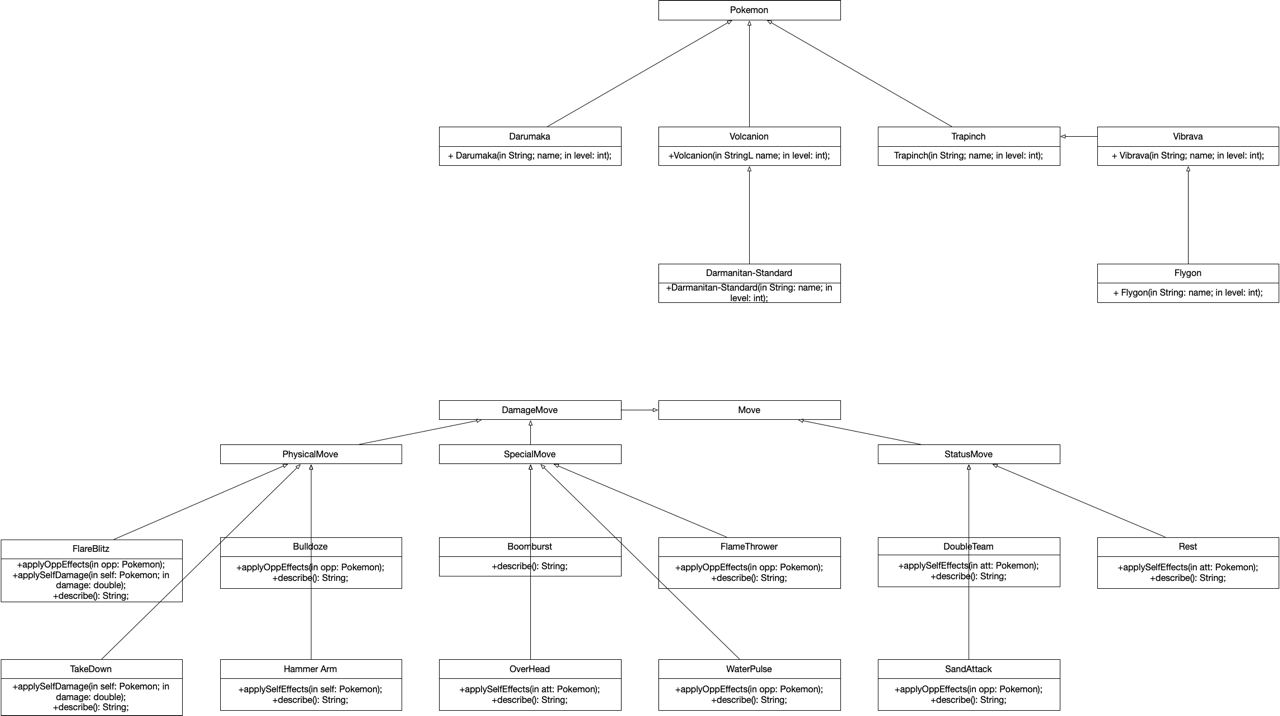 Pokemon
Darumaka
+ Darumaka(in String; name; in level: int);
Volcanion
+Volcanion(in StringL name; in level: int);
Trapinch
Trapinch(in String; name; in level: int);
Vibrava
+ Vibrava(in String; name; in level: int);
Darmanitan-Standard
+Darmanitan-Standard(in String: name; in
level: int);
Flygon
+ Flygon(in String: name; in level: int);
DamageMove
Move
PhysicalMove
SpecialMove
StatusMove
FlareBlitz
+applyOppEffects(in opp: Pokemon);
+applySelfDamage(in self: Pokemon; in
damage: double);
+describe(): String;
Bulldoze
+applyOppEffects(in opp: Pokemon);
+describe(): String;
Boomburst
+describe(): String;
FlameThrower
+applyOppEffects(in opp: Pokemon);
+describe(): String;
DoubleTeam
+applySelfEffects(in att: Pokemon);
+describe(): String;
Rest
+applySelfEffects(in att: Pokemon);
+describe(): String;
TakeDown
+applySelfDamage(in self: Pokemon; in
damage: double);
+describe(): String;
Hammer Arm
+applySelfEffects(in self: Pokemon);
+describe(): String;
OverHead
+applySelfEffects(in att: Pokemon);
+describe(): String;
WaterPulse
+applyOppEffects(in opp: Pokemon);
+describe(): String;
SandAttack
+applyOppEffects(in opp: Pokemon);
+describe(): String;